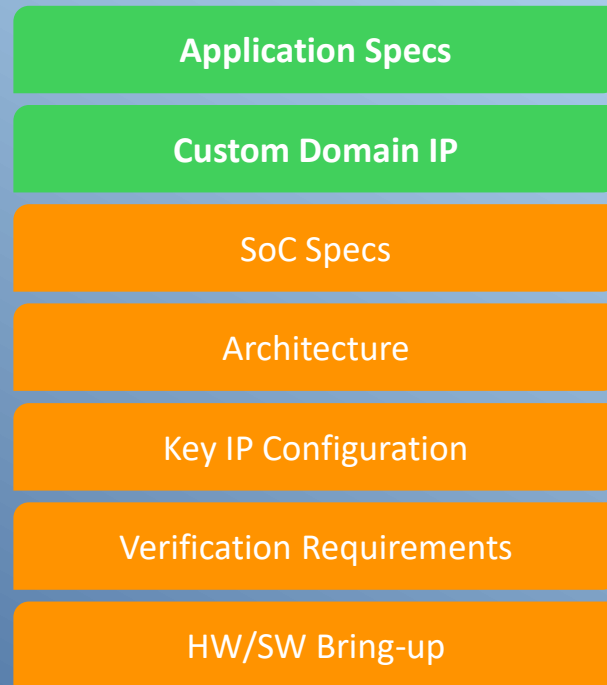 Application Specs
Custom Domain IP
SoC Specs
Architecture
Key IP Configuration
Verification Requirements
HW/SW Bring-up